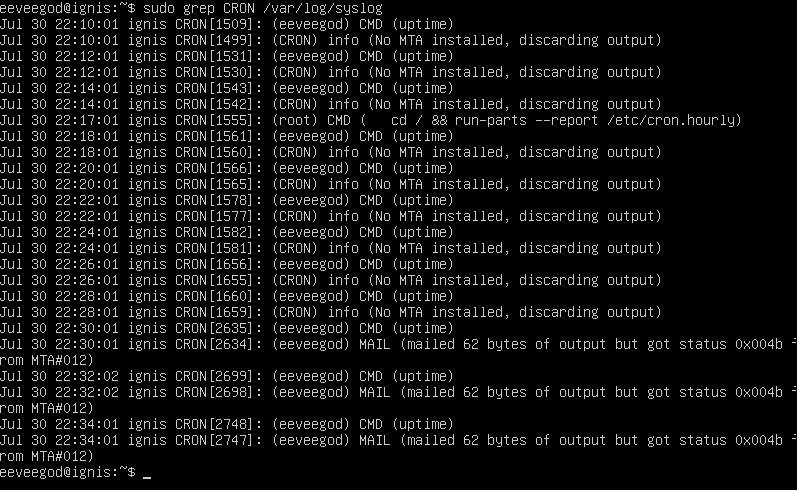 eeveegod@ignis:~$ sudo grep CRON /var/log/syslog
Jul 30 22:10:01 ignis CRON[1509]: (eeveegod) CMD (uptime)
Jul 30 22:10:01 ignis CRON[1499]: (CRON) info (No MTA installed, discarding output)
Jul 30 22:12:01 ignis CRON[1531]: (eeveegod) CMD (uptime)
Jul 30 22:12:01 ignis CRON[1530]: (CRON) info (No MTA installed, discarding output)
Jul 30 22:14:01 ignis CRON[1543]: (eeveegod) CMD (uptime)
Jul 30 22:14:01 ignis CRON[1542]: (CRON) info (No MTA installed, discarding output)
Jul 30 22:17:01 ignis CRON[1555]: (root) CMD (   cd / && run-parts --report /etc/cron.hourly)
Jul 30 22:18:01 ignis CRON[1561]: (eeveegod) CMD (uptime)
Jul 30 22:18:01 ignis CRON[1560]: (CRON) info (No MTA installed, discarding output)
Jul 30 22:20:01 ignis CRON[1566]: (eeveegod) CMD (uptime)
Jul 30 22:20:01 ignis CRON[1565]: (CRON) info (No MTA installed, discarding output)
Jul 30 22:22:01 ignis CRON[1578]: (eeveegod) CMD (uptime)
Jul 30 22:22:01 ignis CRON[1577]: (CRON) info (No MTA installed, discarding output)
Jul 30 22:24:01 ignis CRON[1582]: (eeveegod) CMD (uptime)
Jul 30 22:24:01 ignis CRON[1581]: (CRON) info (No MTA installed, discarding output)
Jul 30 22:26:01 ignis CRON[1656]: (eeveegod) CMD (uptime)
Jul 30 22:26:01 ignis CRON[1655]: (CRON) info (No MTA installed, discarding output)
Jul 30 22:28:01 ignis CRON[1660]: (eeveegod) CMD (uptime)
Jul 30 22:28:01 ignis CRON[1659]: (CRON) info (No MTA installed, discarding output)
Jul 30 22:30:01 ignis CRON[2635]: (eeveegod) CMD (uptime)
Jul 30 22:30:01 ignis CRON[2634]: (eeveegod) MAIL (mailed 62 bytes of output but got status 0x004b
rom MTA#012)
Jul 30 22:32:02 ignis CRON[2699]: (eeveegod) CMD (uptime)
Jul 30 22:32:02 ignis CRON[2698]: (eeveegod) MAIL (mailed 62 bytes of output but got status 0x004b
rom MTA#012)
Jul 30 22:34:01 ignis CRON[2748]: (eeveegod) CMD (uptime)
Jul 30 22:34:01 ignis CRON[2747]: (eeveegod) MAIL (mailed 62 bytes of output but got status 0x004b
rom MTA#012)
eeveegod@ignis:~$ _